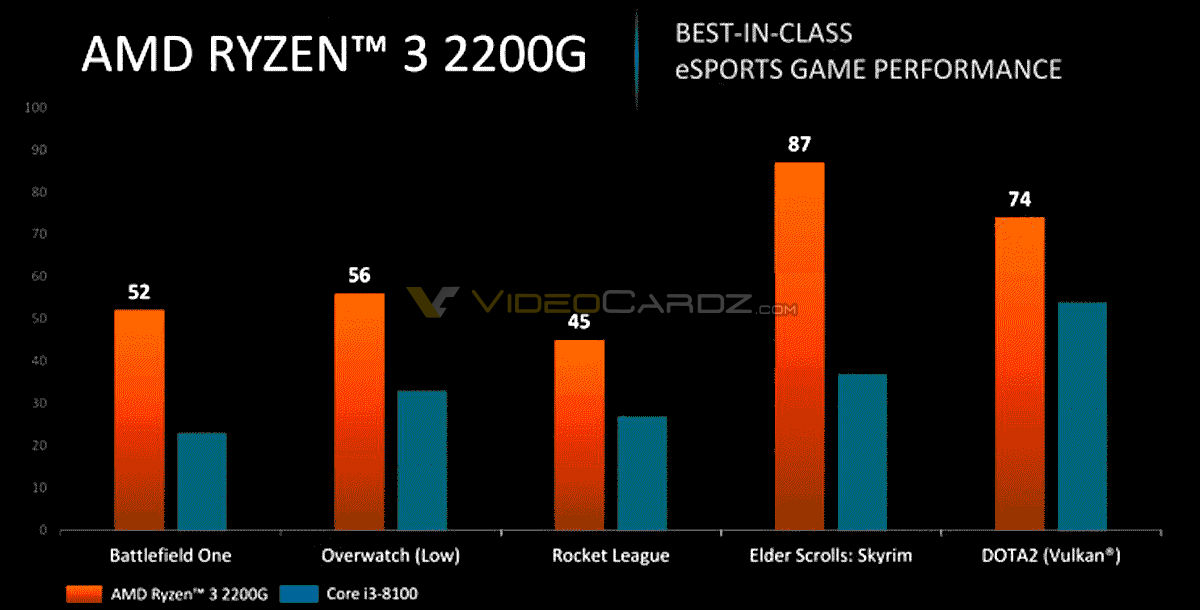 AMD RYZEN™ 3 2200G
BEST-IN-CLASS
eSPORTS GAME PERFORMANCE
100
90
80
70
60
50
40
30
20
10
0
52
56
45
87
74
VIDEOCARDZ.COM
Battlefield One
Overwatch (Low)
Rocket League
Elder Scrolls: Skyrim
DOTA2 (Vulkan®)
AMD Ryzen™ 3 2200G
Core i3-8100